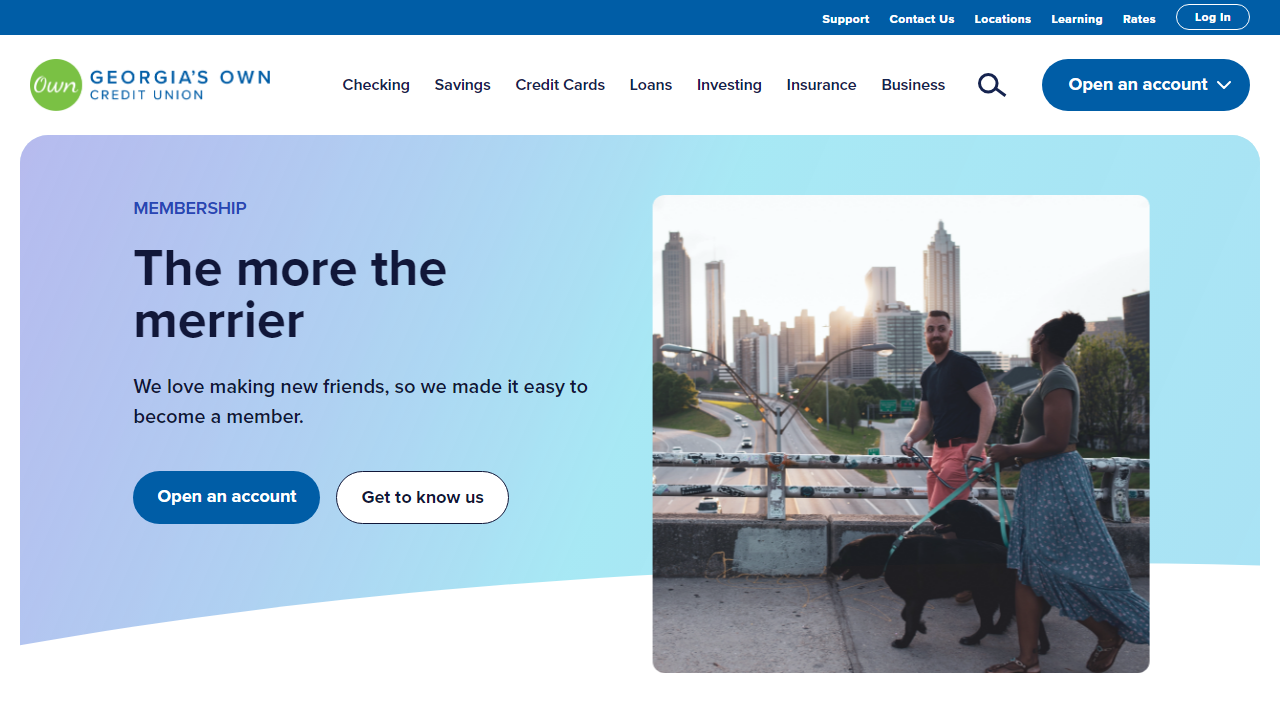 Support Contact Us Locations Learning Rates Log In
Own GEORGIA'S OWN
CREDIT UNION
Checking Savings Credit Cards Loans Investing Insurance Business Open an account
MEMBERSHIP
The more the
merrier
We love making new friends, so we made it easy to
become a member.
Open an account Get to know us